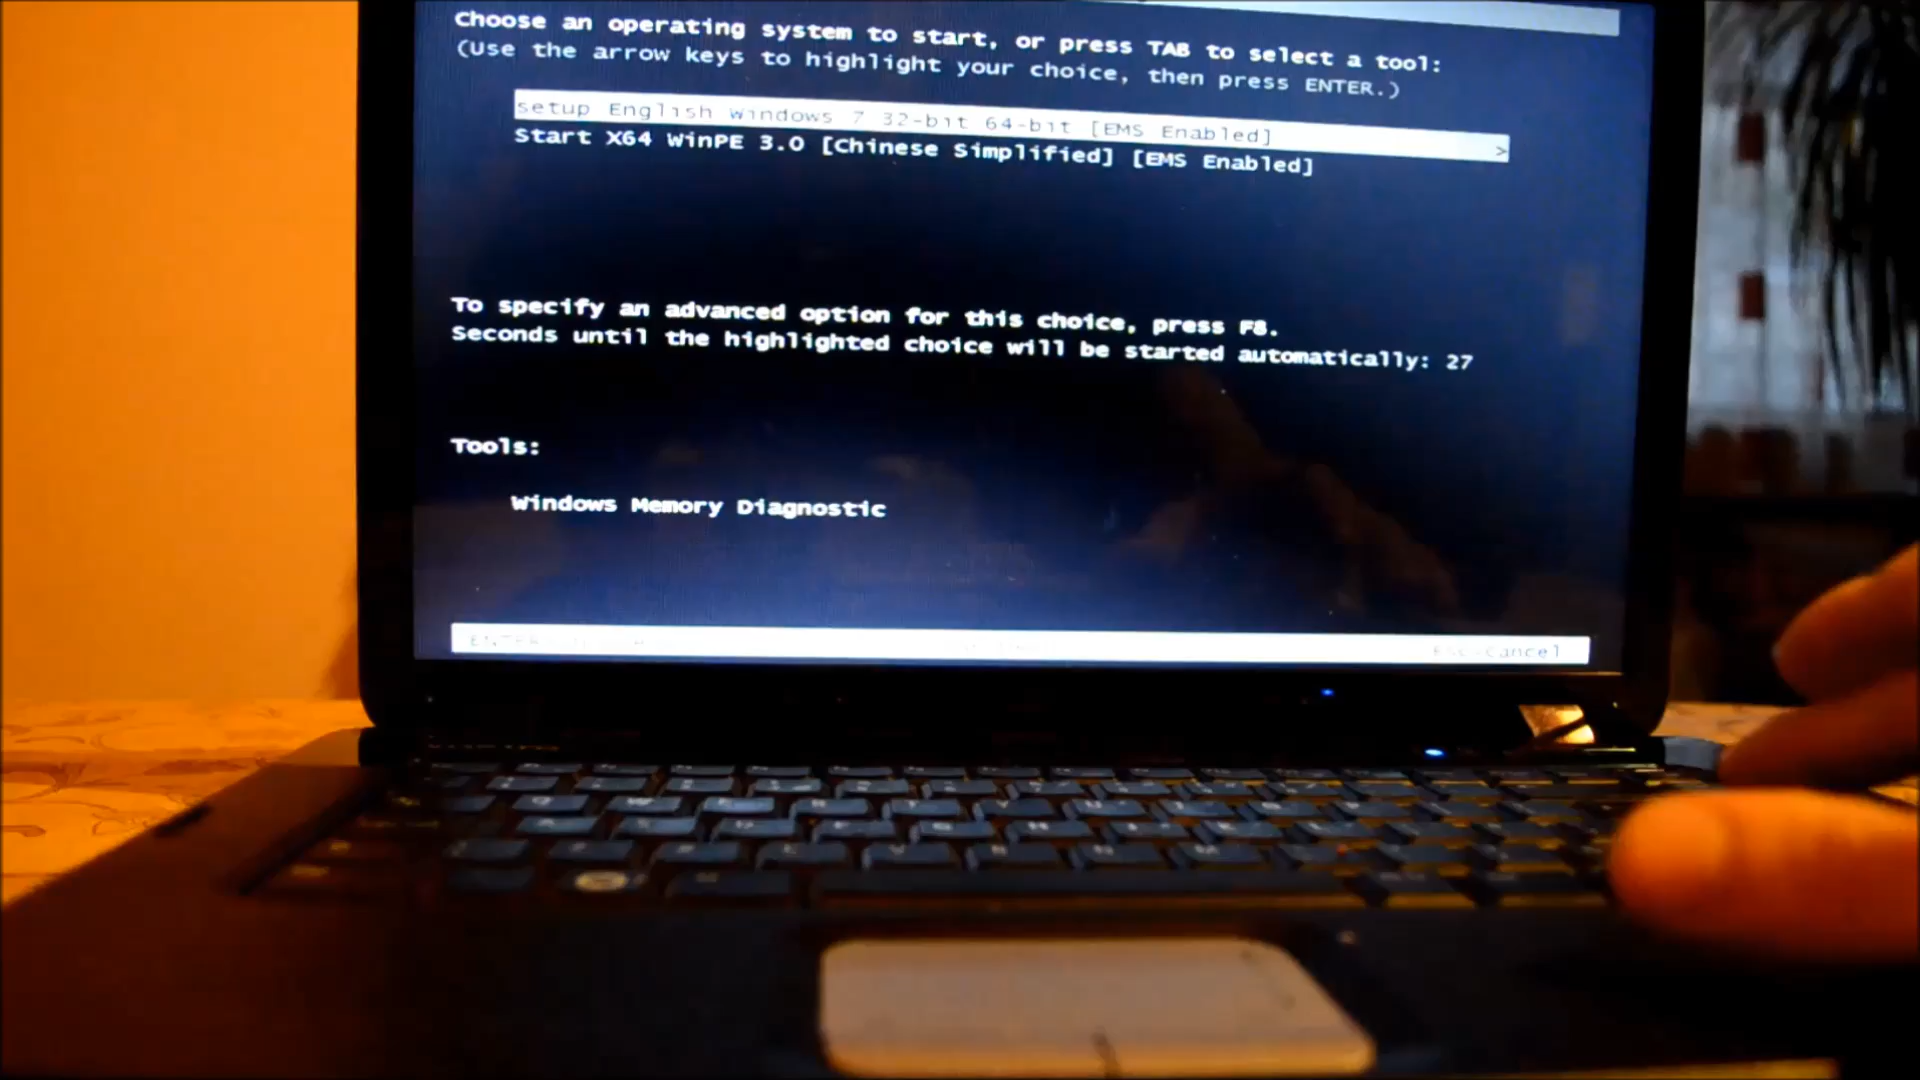 Choose an operating system to start, or press TAB to select a tool:
(Use the arrow keys to highlight your choice, then press ENTER.)
setup English windows 7 32-bit 64-bit [EMS Enabled] >
Start X64 WinPE 3.0 [Chinese Simplified] [EMS Enabled]
To specify an advanced option for this choice, press F8.
Seconds until the highlighted choice will be started automatically: 27
Tools:
Windows Memory Diagnostic
ESC=Cancel